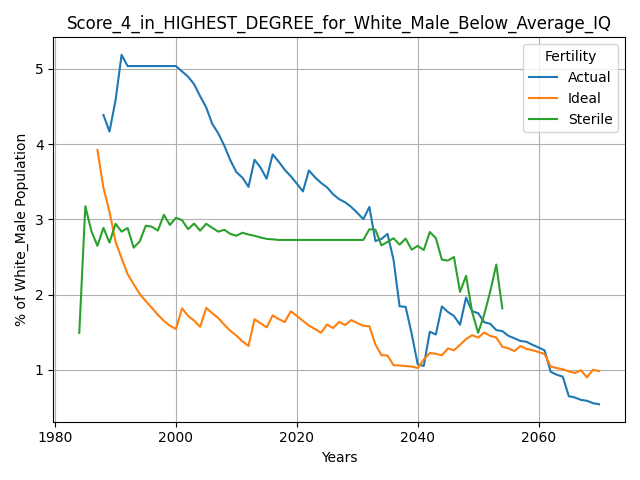 Score_4_in_HIGHEST_DEGREE_for_White_Male_Below_Average_IQ
Fertility
Actual
Ideal
Sterile
% of White_Male Population
5
4
3
2
1
1980 2000 2020 2040 2060
Years